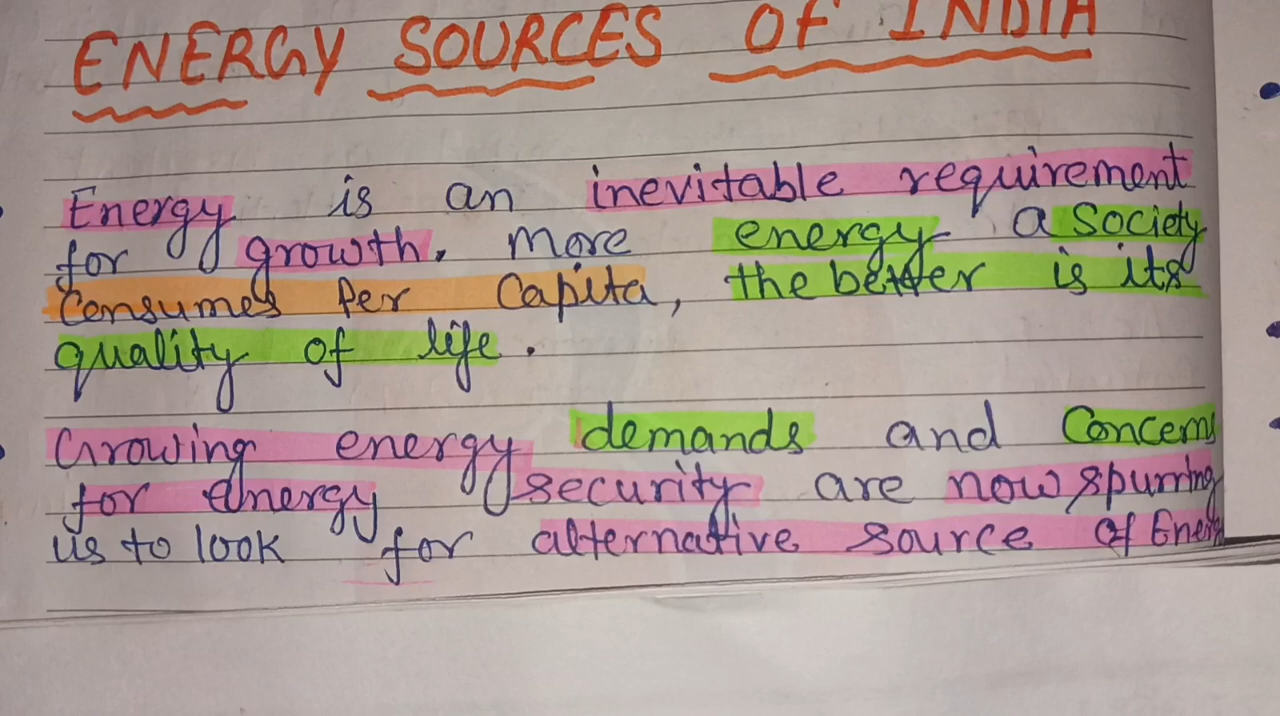 ENERGY SOURCES OF INDIA
Energy is an inevitable requirement
for growth. More energy a Society
Consumes Per Capita, the better is its
quality of life.
Growing energy demands and Concerns
for energy security are now spurring
us to look for alternative source of Energy